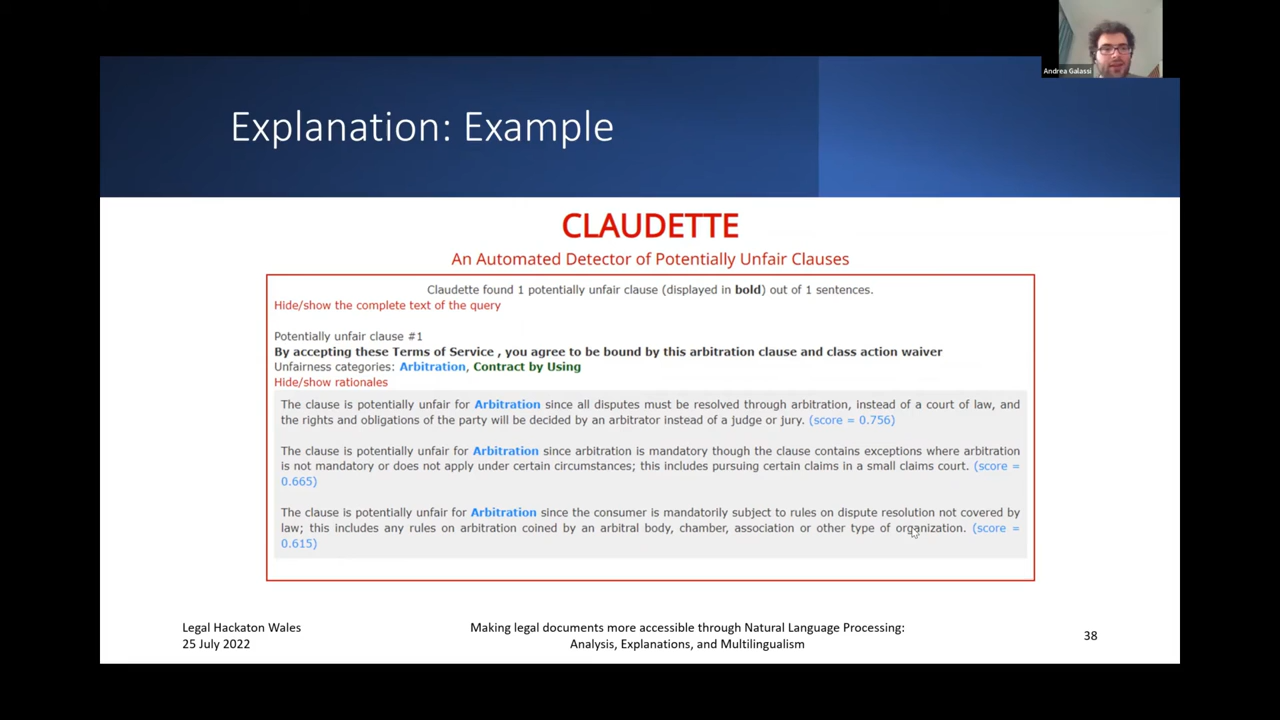 Andrea Galassi
Explanation: Example
CLAUDETTE
An Automated Detector of Potentially Unfair Clauses
Claudette found 1 potentially unfair clause (displayed in bold) out of 1 sentences.
Hide/show the complete text of the query
Potentially unfair clause #1
By accepting these Terms of Service , you agree to be bound by this arbitration clause and class action waiver
Unfairness categories: Arbitration, Contract by Using
Hide/show rationales
The clause is potentially unfair for Arbitration since all disputes must be resolved through arbitration, instead of a court of law, and
the rights and obligations of the party will be decided by an arbitrator instead of a judge or jury. (score = 0.756)
The clause is potentially unfair for Arbitration since arbitration is mandatory though the clause contains exceptions where arbitration
is not mandatory or does not apply under certain circumstances; this includes pursuing certain claims in a small claims court. (score =
0.665)
The clause is potentially unfair for Arbitration since the consumer is mandatorily subject to rules on dispute resolution not covered by
law; this includes any rules on arbitration coined by an arbitral body, chamber, association or other type of organization. (score =
0.615)
Legal Hackaton Wales
25 July 2022
Making legal documents more accessible through Natural Language Processing:
Analysis, Explanations, and Multilingualism
38